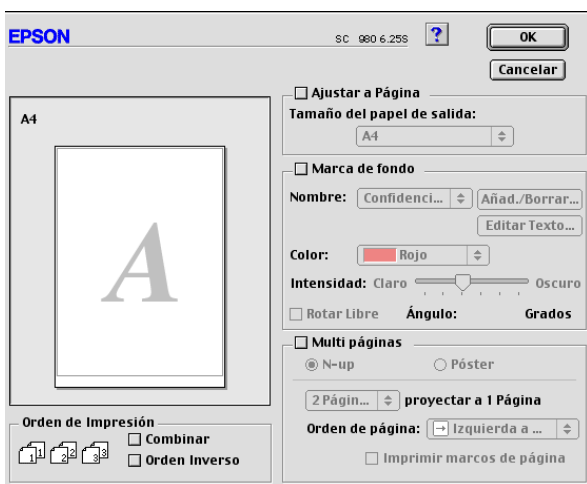 EPSON
SC 980 6.25S
?
OK
Cancelar
A4
A
Ajustar a Página
Tamaño del papel de salida:
A4
Marca de fondo
Nombre: Confidenci... Añad./Borrar...
Editar Texto...
Color: Rojo
Intensidad: Claro Oscuro
Rotar Libre Ángulo: Grados
Multi páginas
N-up Póster
2 Págin... proyectar a 1 Página
Orden de página: Izquierda a ...
Imprimir marcos de página
Orden de Impresión
1 1 2 2 3 3
Combinar
Orden Inverso